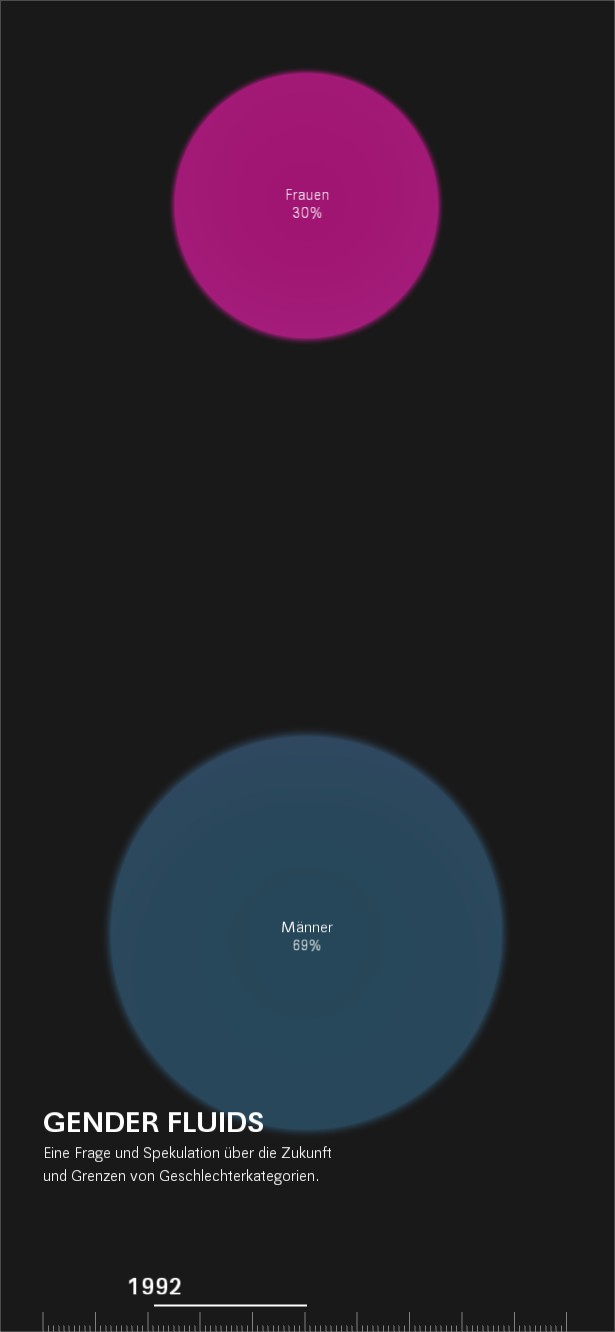 Frauen
30%
Männer
69%
GENDER FLUIDS
Eine Frage und Spekulation über die Zukunft
und Grenzen von Geschlechterkategorien.
1992